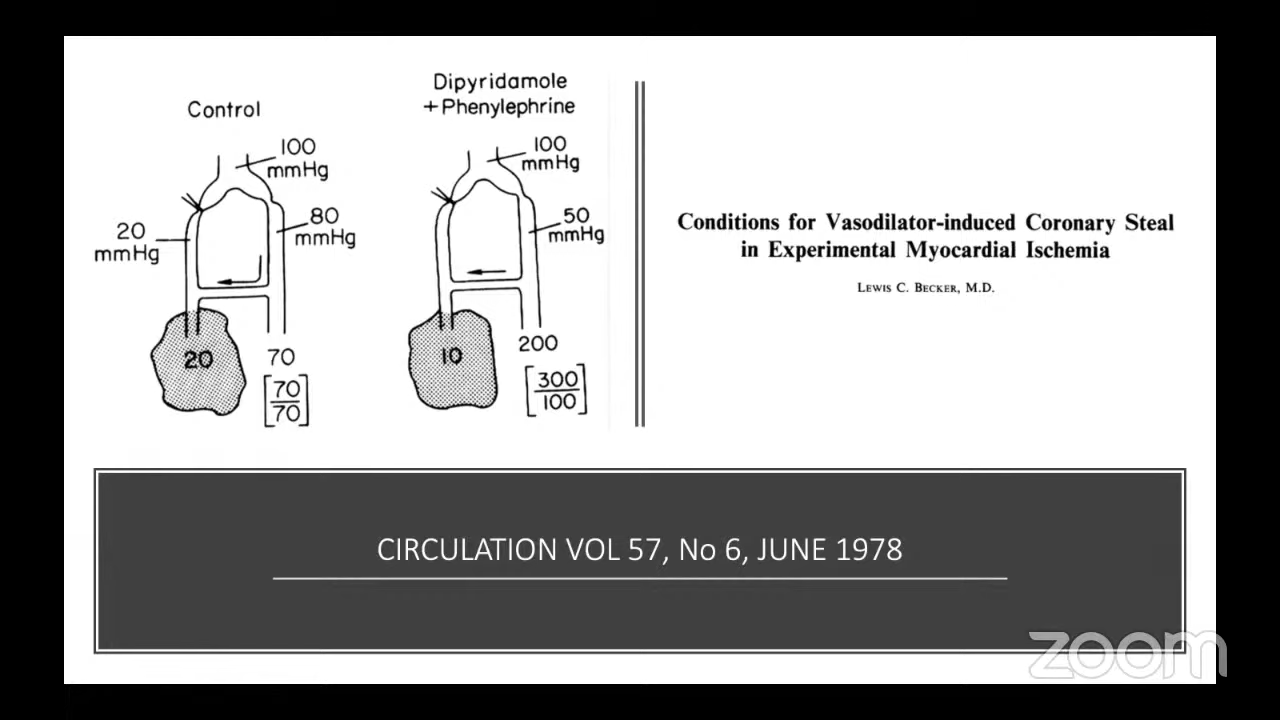 Control
100
mmHg
20
mmHg
80
mmHg
20
70
70
70
Dipyridamole
+Phenylephrine
100
mmHg
50
mmHg
10
200
300
100
Conditions for Vasodilator-induced Coronary Steal
in Experimental Myocardial Ischemia
LEWIS C. BECKER, M.D.
CIRCULATION VOL 57, No 6, JUNE 1978
zoom